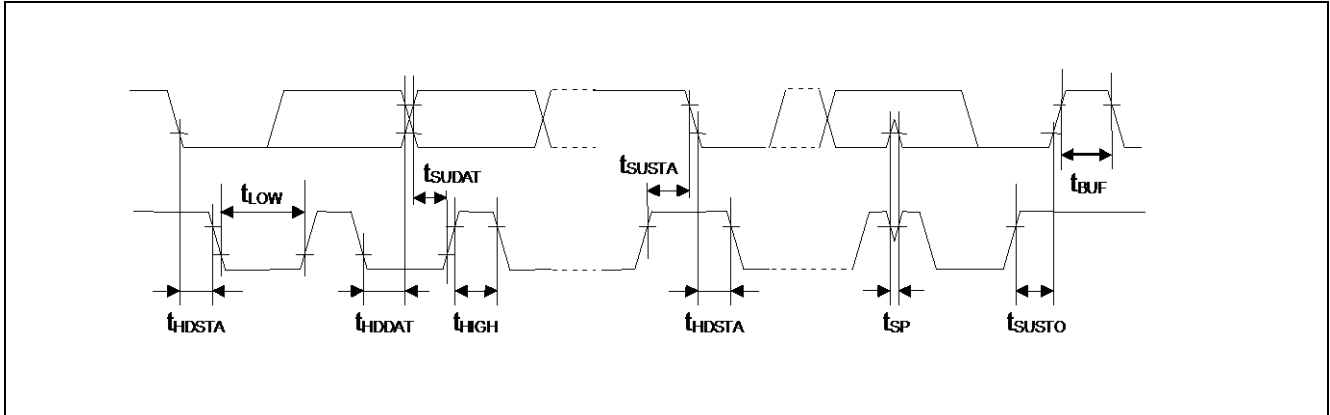 tSUDAT
tSUSTA
tLOW
tBUF
tHDSTA
tHDDAT
tHIGH
tHDSTA
tSP
tSUSTO